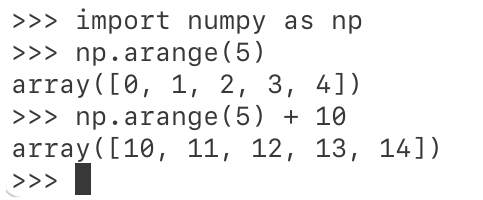 >>> import numpy as np
>>> np.arange(5)
array([0, 1, 2, 3, 4])
>>> np.arange(5) + 10
array([10, 11, 12, 13, 14])
>>>